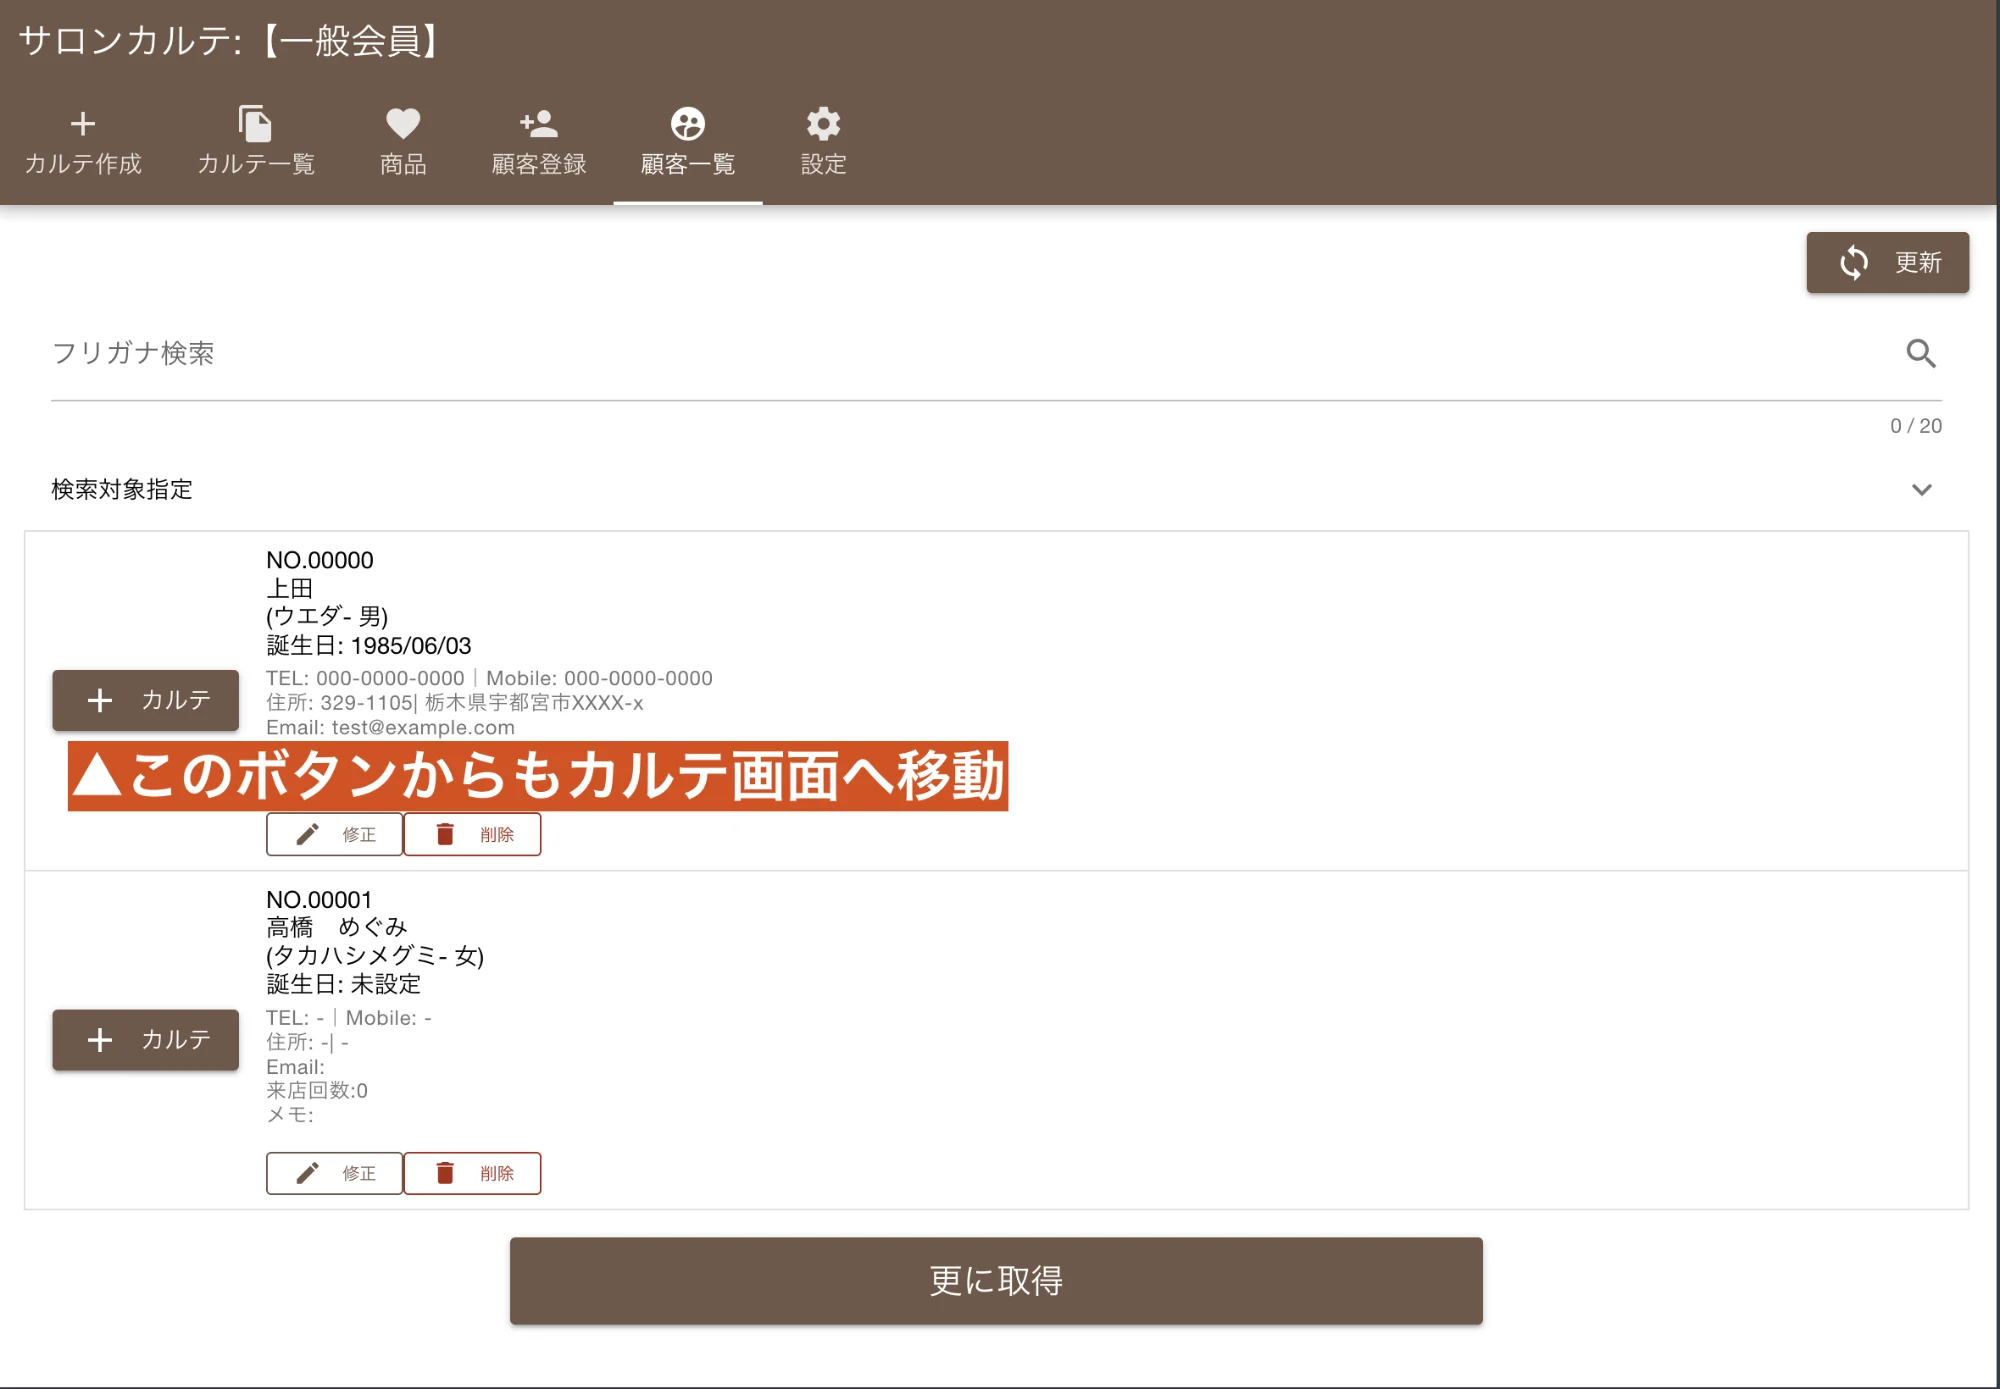 サロンカルテ:【一般会員】
カルテ作成
カルテ一覧
商品
顧客登録
顧客一覧
設定
更新
フリガナ検索
0 / 20
検索対象指定
NO.00000
上田
(ウエダ- 男)
誕生日: 1985/06/03
TEL: 000-0000-0000｜Mobile: 000-0000-0000
住所: 329-1105| 栃木県宇都宮市XXXX-x
Email: test@example.com
カルテ
▲このボタンからもカルテ画面へ移動
修正
削除
NO.00001
高橋　めぐみ
(タカハシメグミ- 女)
誕生日: 未設定
TEL: -｜Mobile: -
住所: -| -
Email:
来店回数:0
メモ:
カルテ
修正
削除
更に取得